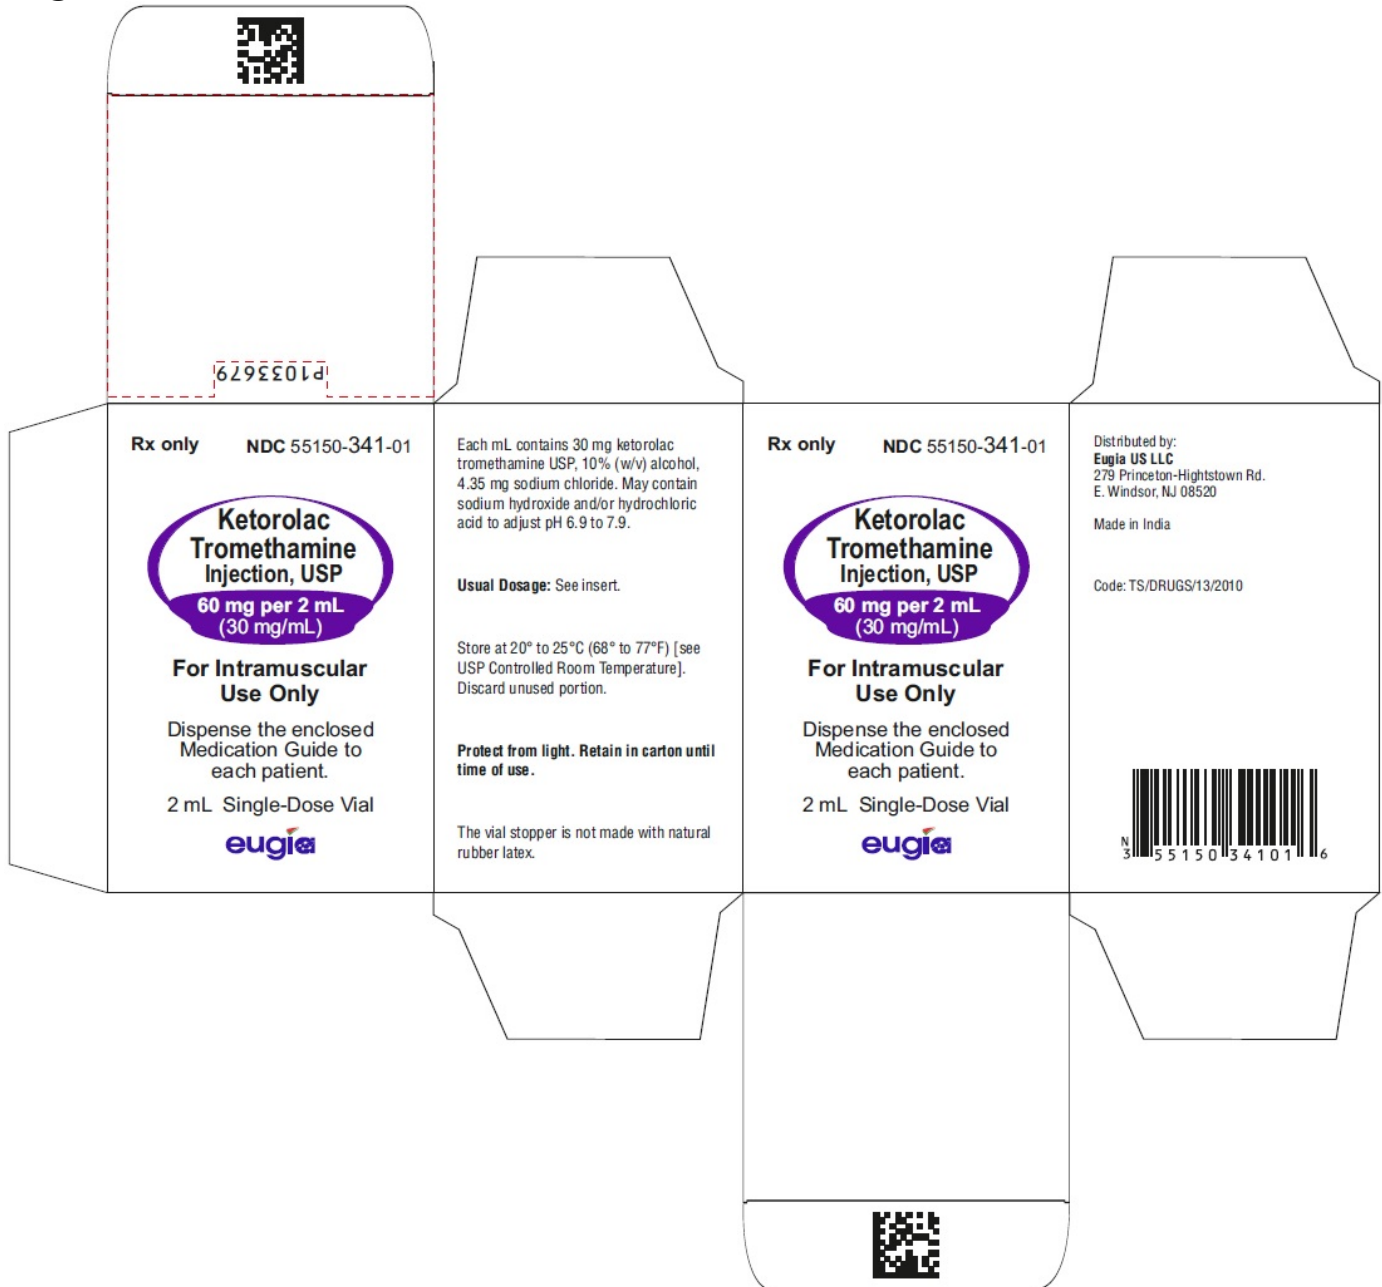 P1033679
Rx only NDC 55150-341-01
Ketorolac
Tromethamine
Injection, USP
60 mg per 2 mL
(30 mg/mL)
For Intramuscular
Use Only
Dispense the enclosed
Medication Guide to
each patient.
2 mL Single-Dose Vial
eugia
Each mL contains 30 mg ketorolac
tromethamine USP, 10% (w/v) alcohol,
4.35 mg sodium chloride. May contain
sodium hydroxide and/or hydrochloric
acid to adjust pH 6.9 to 7.9.
Usual Dosage: See insert.
Store at 20° to 25°C (68° to 77°F) [see
USP Controlled Room Temperature].
Discard unused portion.
Protect from light. Retain in carton until
time of use.
The vial stopper is not made with natural
rubber latex.
Rx only NDC 55150-341-01
Ketorolac
Tromethamine
Injection, USP
60 mg per 2 mL
(30 mg/mL)
For Intramuscular
Use Only
Dispense the enclosed
Medication Guide to
each patient.
2 mL Single-Dose Vial
eugia
Distributed by:
Eugia US LLC
279 Princeton-Hightstown Rd.
E. Windsor, NJ 08520
Made in India
Code: TS/DRUGS/13/2010
N
3 55150 34101 6